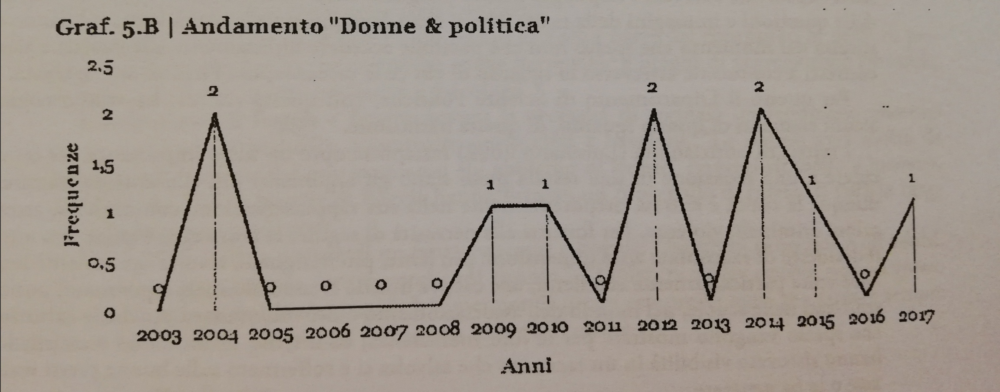 Graf. 5.B | Andamento "Donne & politica"
2,5
2
1,5
1
0,5
0
Frequenze
0 2 0 0 0 0 1 1 0 2 0 2 1 0 1
2003 2004 2005 2006 2007 2008 2009 2010 2011 2012 2013 2014 2015 2016 2017
Anni